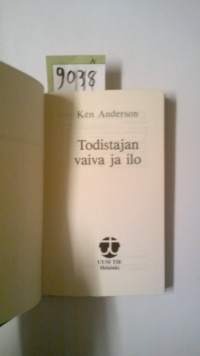 9038
Ken Anderson
Todistajan
vaiva ja ilo
UUSI TIE
Helsinki